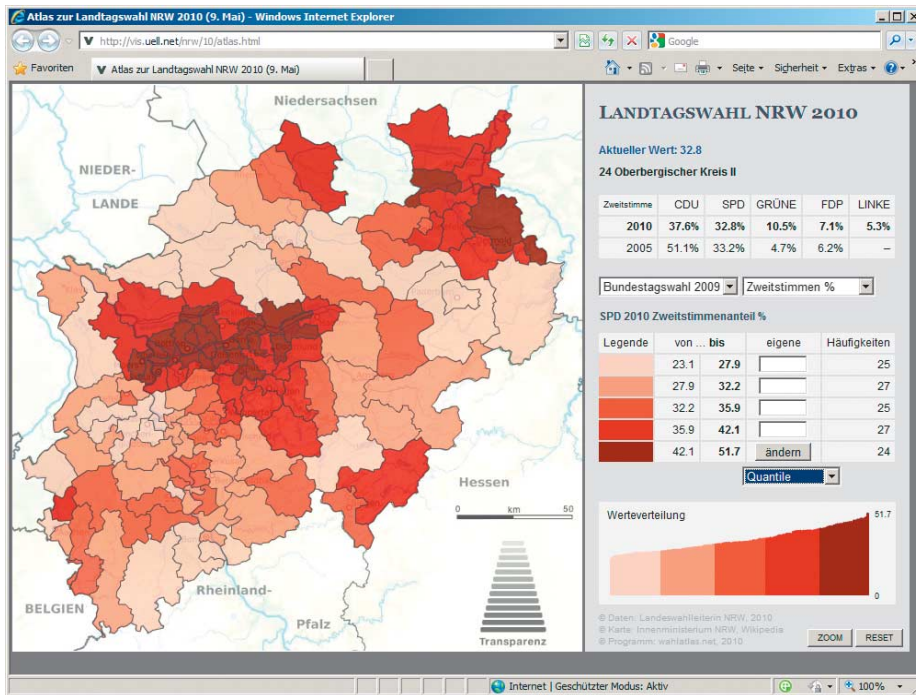 Atlas zur Landtagswahl NRW 2010 (9. Mai) - Windows Internet Explorer
http://vis.uell.net/nrw/10/atlas.html
Google
Favoriten
Atlas zur Landtagswahl NRW 2010 (9. Mai)
Seite
Sicherheit
Extras
Niedersachsen
NIEDER-
LANDE
Hessen
0 km 50
Rheinland-
Pfalz
BELGIEN
Transparenz
LANDTAGSWAHL NRW 2010
Aktueller Wert: 32.8
24 Oberbergischer Kreis II
Zweitstimme CDU SPD GRÜNE FDP LINKE
2010 37.6% 32.8% 10.5% 7.1% 5.3%
2005 51.1% 33.2% 4.7% 6.2% –
Bundestagswahl 2009 Zweitstimmen %
SPD 2010 Zweitstimmenanteil %
Legende von ... bis eigene Häufigkeiten
23.1 27.9 25
27.9 32.2 27
32.2 35.9 25
35.9 42.1 27
42.1 51.7 ändern 24
Quantile
Werteverteilung
51.7
0
© Daten: Landeswahlleiterin NRW, 2010
© Karte: Innenministerium NRW, Wikipedia
© Programm: wahlatlas.net, 2010
ZOOM RESET
Internet | Geschützter Modus: Aktiv
100%